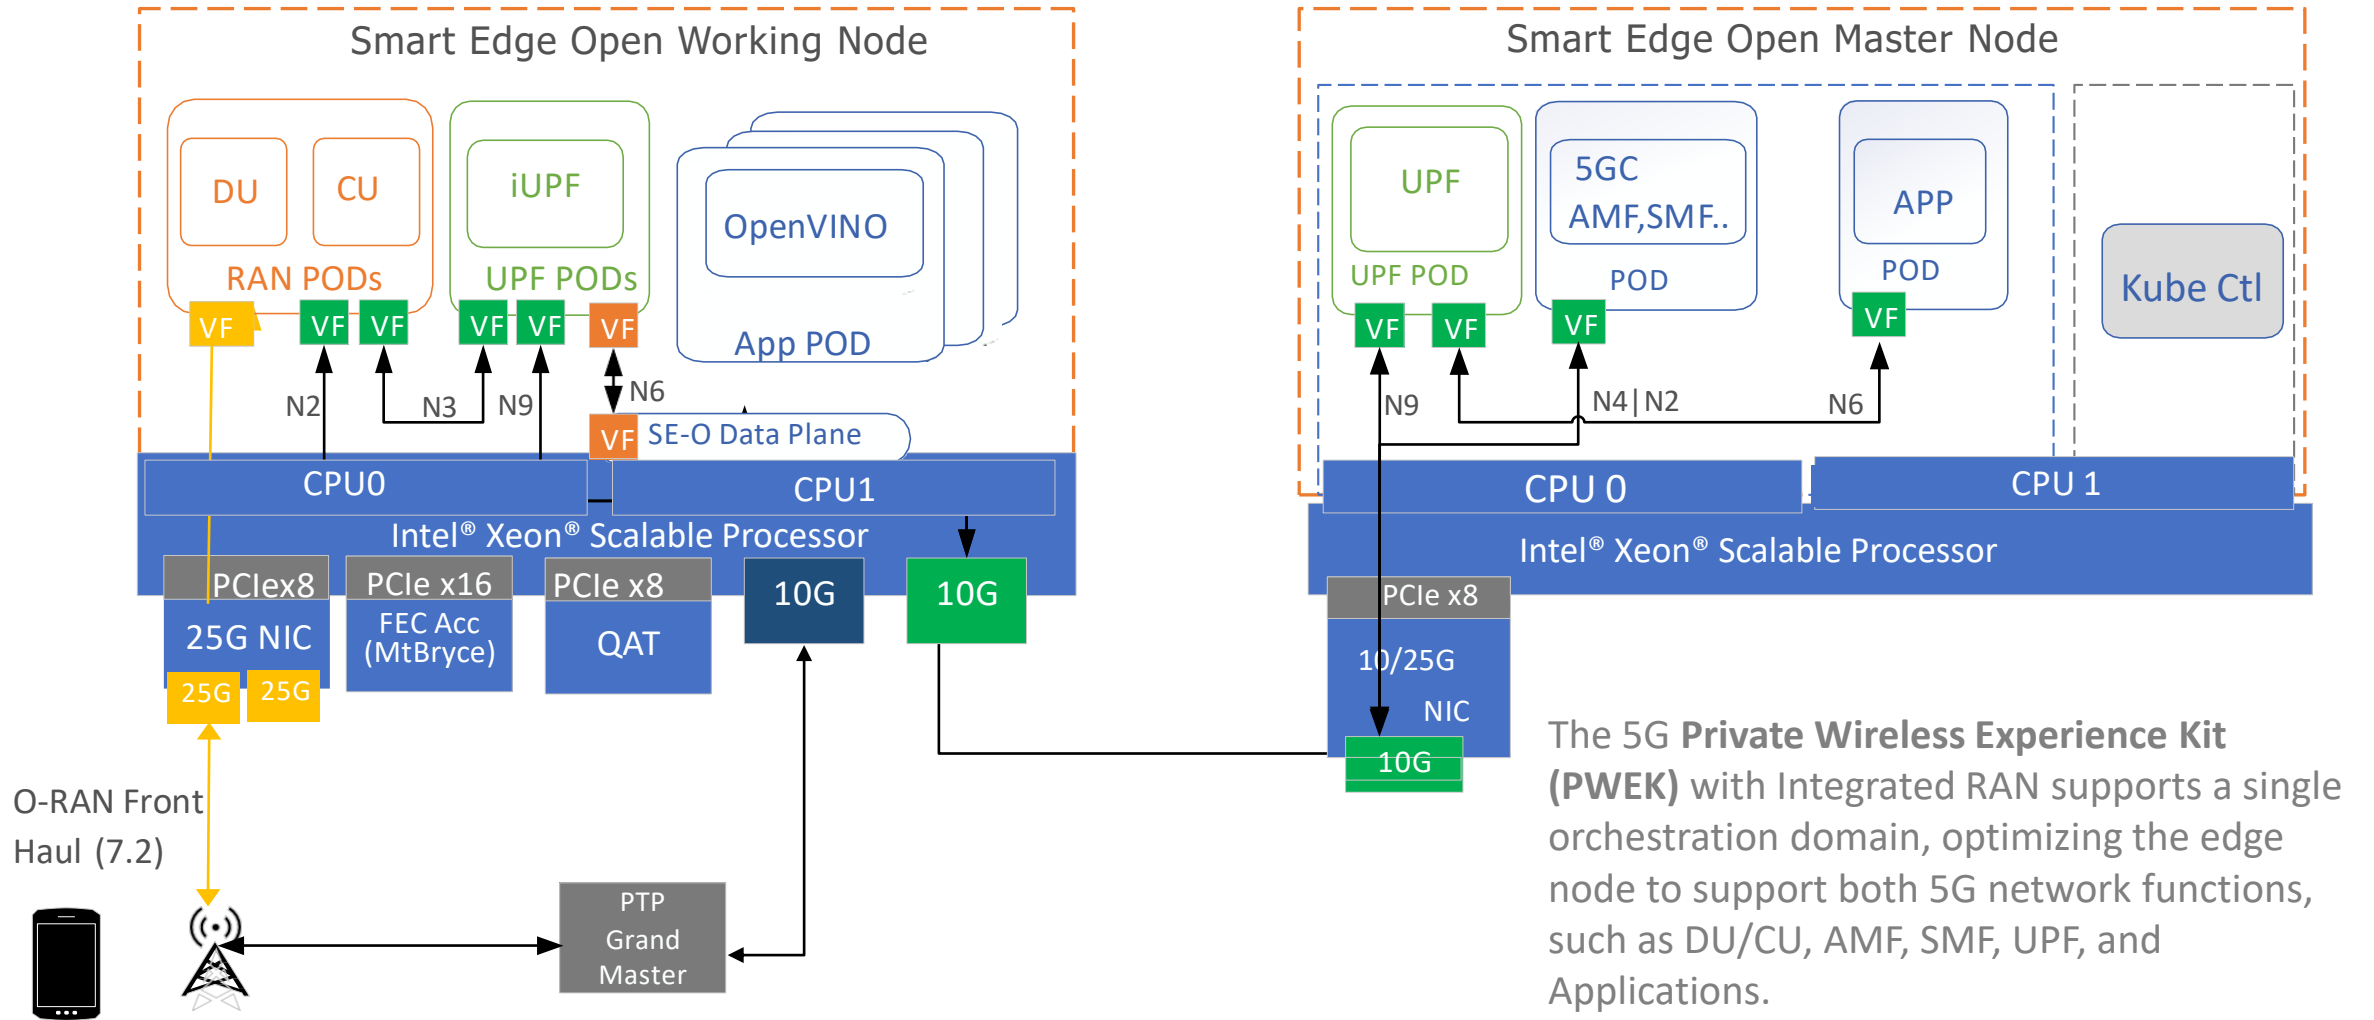 Smart Edge Open Working Node
DU
CU
RAN PODs
iUPF
UPF PODs
OpenVINO
App POD
VF
VF
VF
VF
VF
VF
N2
N3
N9
N6
VF
SE-O Data Plane
CPU0
CPU1
Intel® Xeon® Scalable Processor
PCIex8
25G NIC
25G
25G
PCIe x16
FEC Acc
(MtBryce)
PCIe x8
QAT
10G
10G
O-RAN Front
Haul (7.2)
PTP
Grand
Master
Smart Edge Open Master Node
UPF
UPF POD
5GC
AMF,SMF..
POD
APP
POD
Kube Ctl
VF
VF
VF
VF
N9
N4|N2
N6
CPU 0
CPU 1
Intel® Xeon® Scalable Processor
PCIe x8
10/25G
NIC
10G
The 5G Private Wireless Experience Kit
(PWEK) with Integrated RAN supports a single
orchestration domain, optimizing the edge
node to support both 5G network functions,
such as DU/CU, AMF, SMF, UPF, and
Applications.